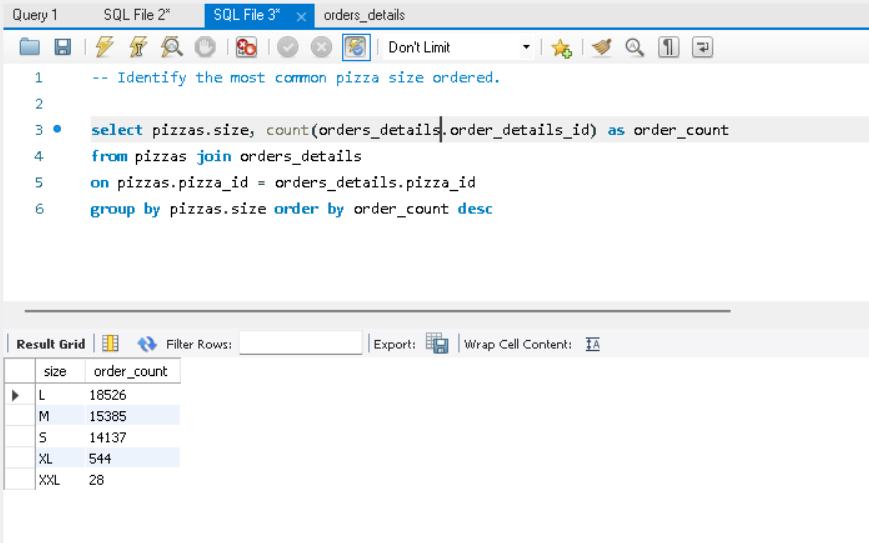 Query 1 SQL File 2* SQL File 3* × orders_details
Don't Limit
1 -- Identify the most common pizza size ordered.
2
3 select pizzas.size, count(orders_details.order_details_id) as order_count
4 from pizzas join orders_details
5 on pizzas.pizza_id = orders_details.pizza_id
6 group by pizzas.size order by order_count desc
Result Grid Filter Rows: Export: Wrap Cell Content:
size order_count
L 18526
M 15385
S 14137
XL 544
XXL 28